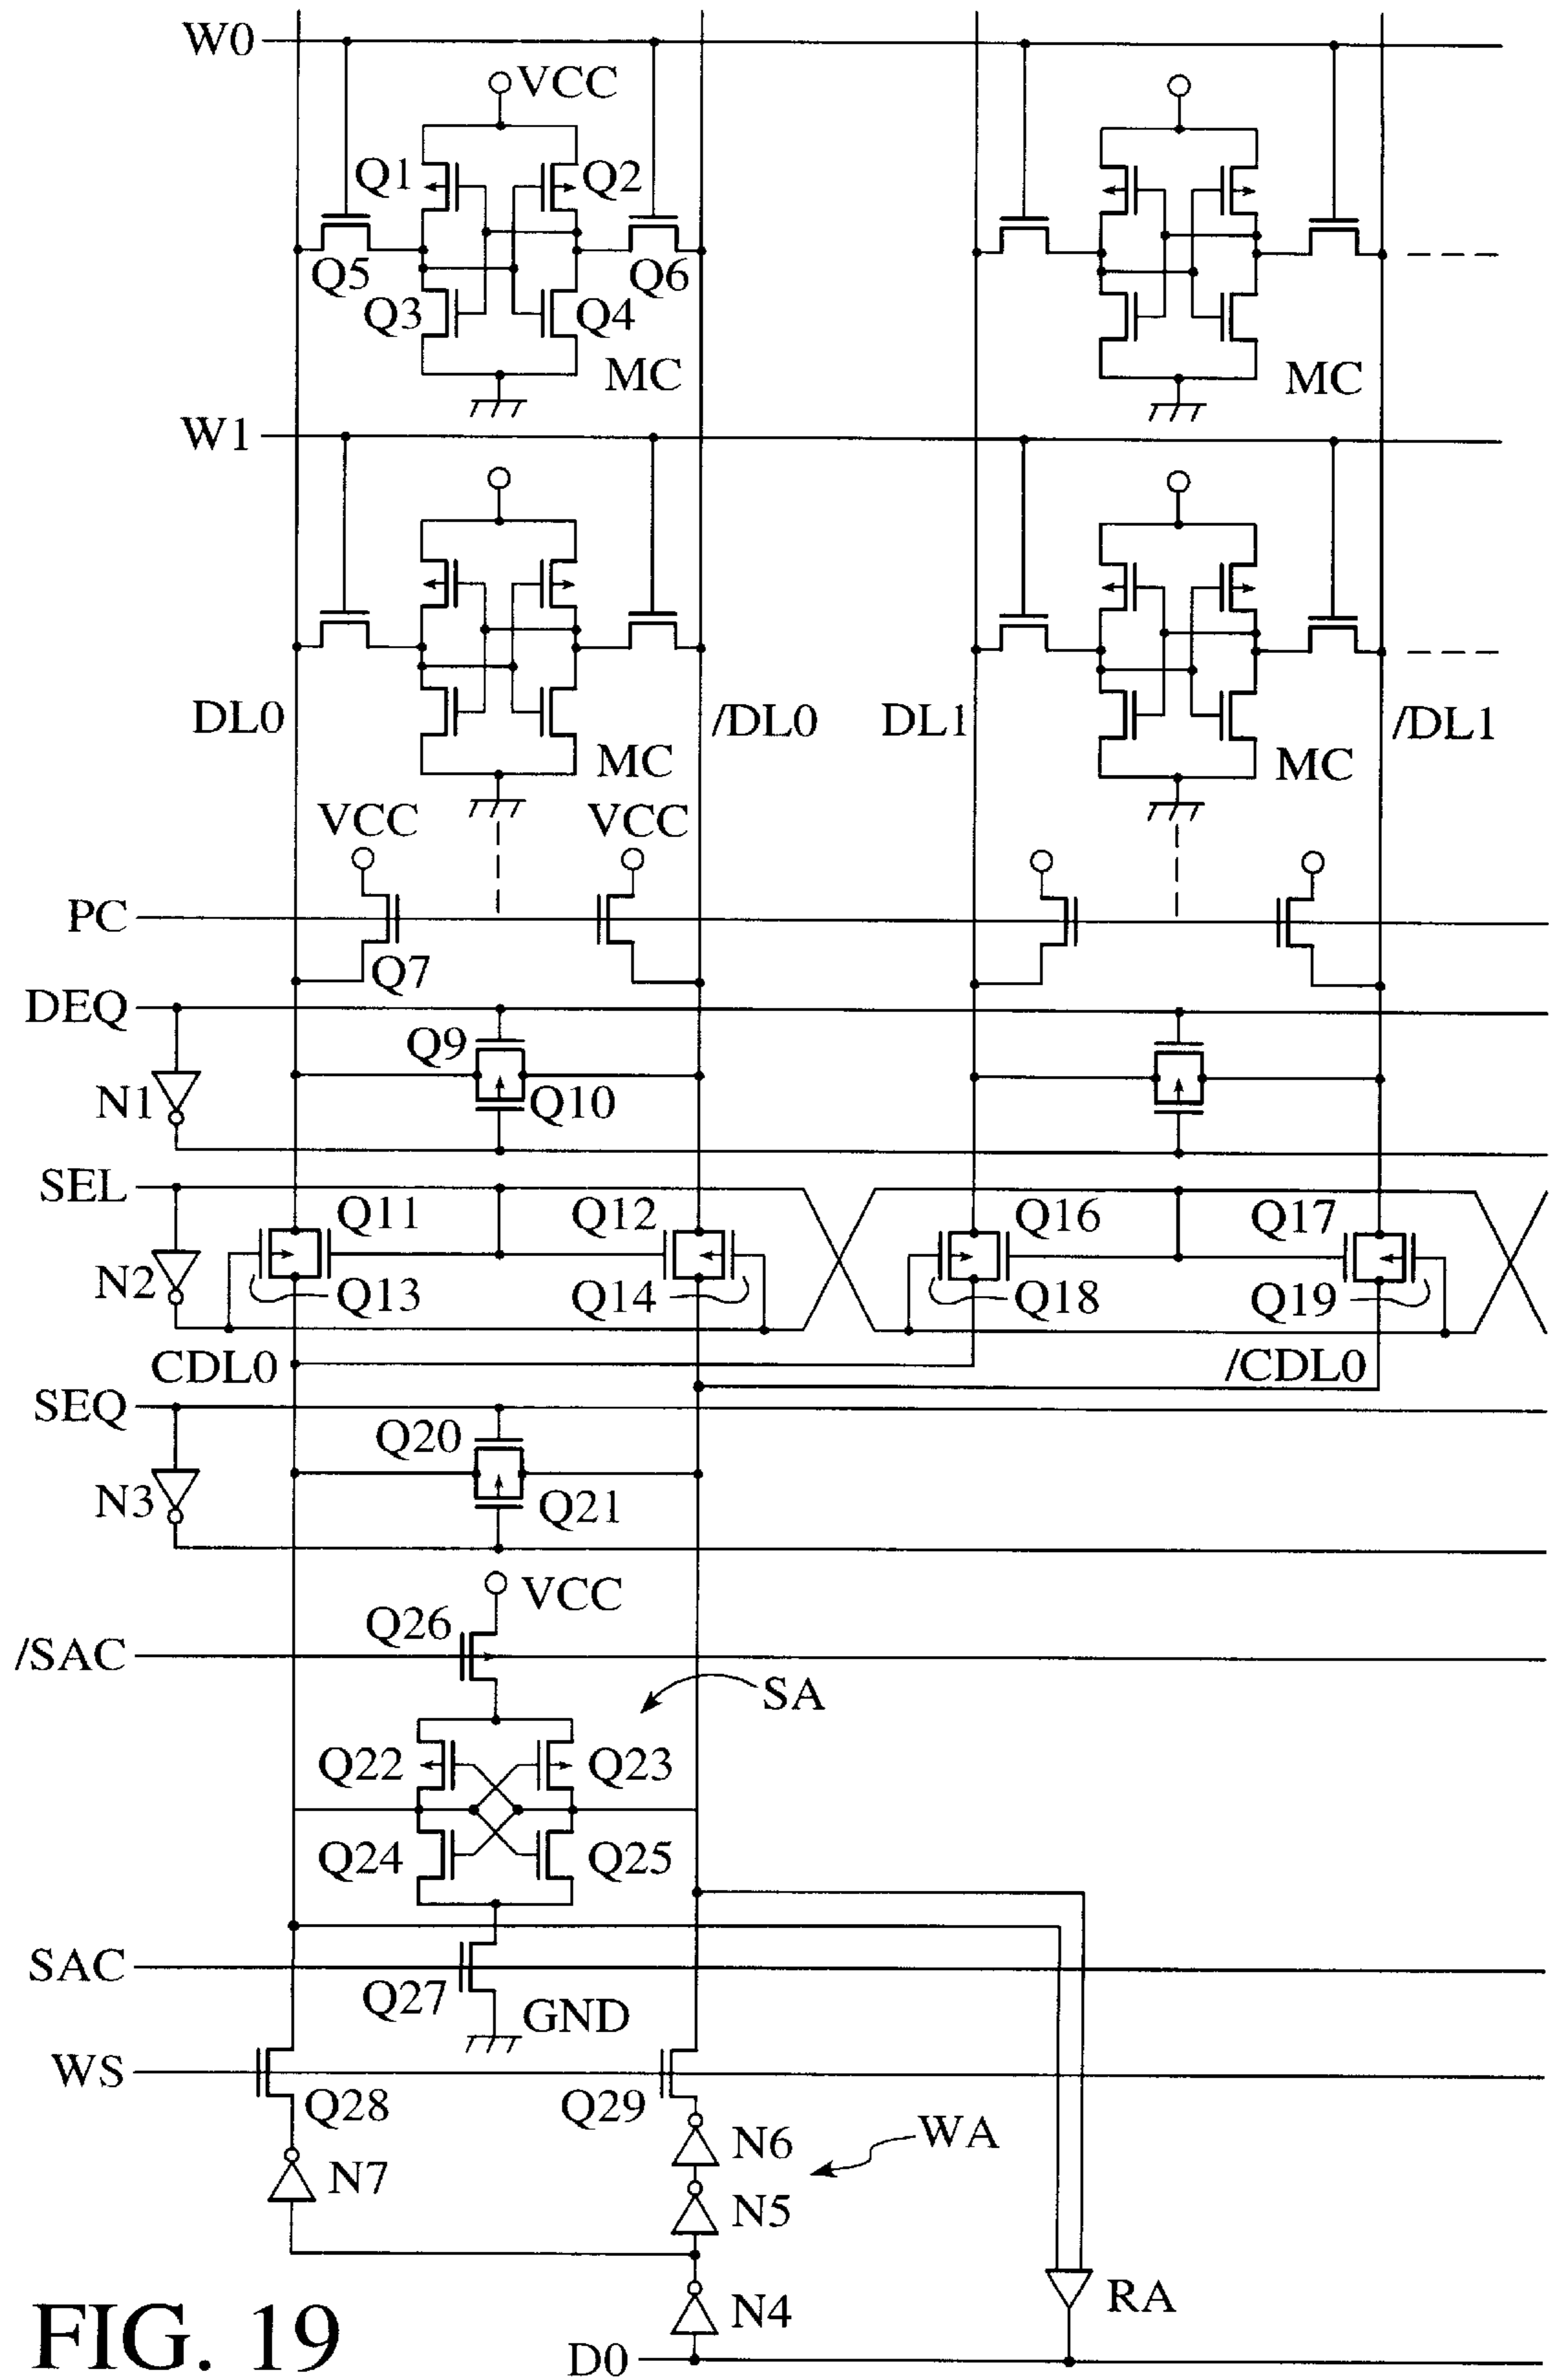 W0
VCC
Q1
Q2
Q5
Q6
Q3
Q4
MC
MC
W1
DL0
/DL0
DL1
/DL1
MC
MC
VCC
VCC
PC
Q7
DEQ
Q9
N1
Q10
SEL
Q11
Q12
Q16
Q17
N2
Q13
Q14
Q18
Q19
CDL0
/CDL0
SEQ
Q20
N3
Q21
VCC
Q26
/SAC
SA
Q22
Q23
Q24
Q25
SAC
Q27
GND
WS
Q28
Q29
WA
N6
N7
N5
RA
N4
FIG. 19
D0